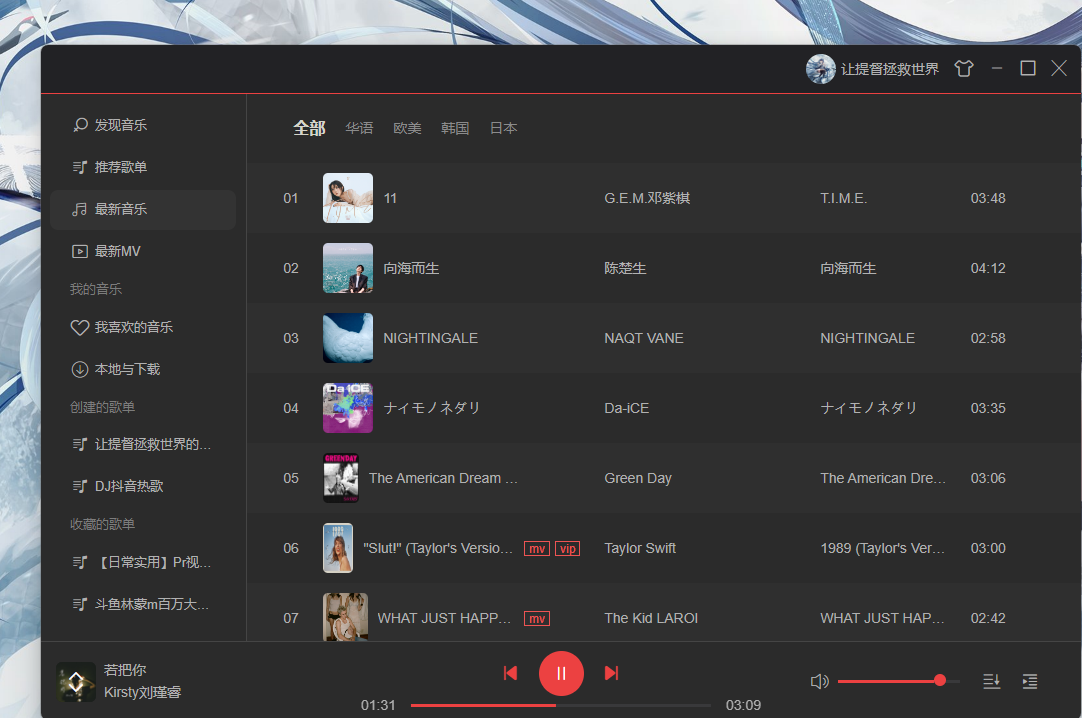 让提督拯救世界
发现音乐
推荐歌单
最新音乐
最新MV
我的音乐
我喜欢的音乐
本地与下载
创建的歌单
让提督拯救世界的…
DJ抖音热歌
收藏的歌单
【日常实用】Pr视…
斗鱼林蒙m百万大…
全部 华语 欧美 韩国 日本
01 11 G.E.M.邓紫棋 T.I.M.E. 03:48
02 向海而生 陈楚生 向海而生 04:12
03 NIGHTINGALE NAQT VANE NIGHTINGALE 02:58
04 Da-iCE ナイモノネダリ Da-iCE ナイモノネダリ 03:35
05 GREEN DAY The American Dream … Green Day The American Dre… 03:06
06 1989 "Slut!" (Taylor's Versio… mv vip Taylor Swift 1989 (Taylor's Ver… 03:00
07 WHAT JUST HAPP… mv The Kid LAROI WHAT JUST HAPP… 02:42
若把你
Kirsty刘瑾睿
01:31 03:09